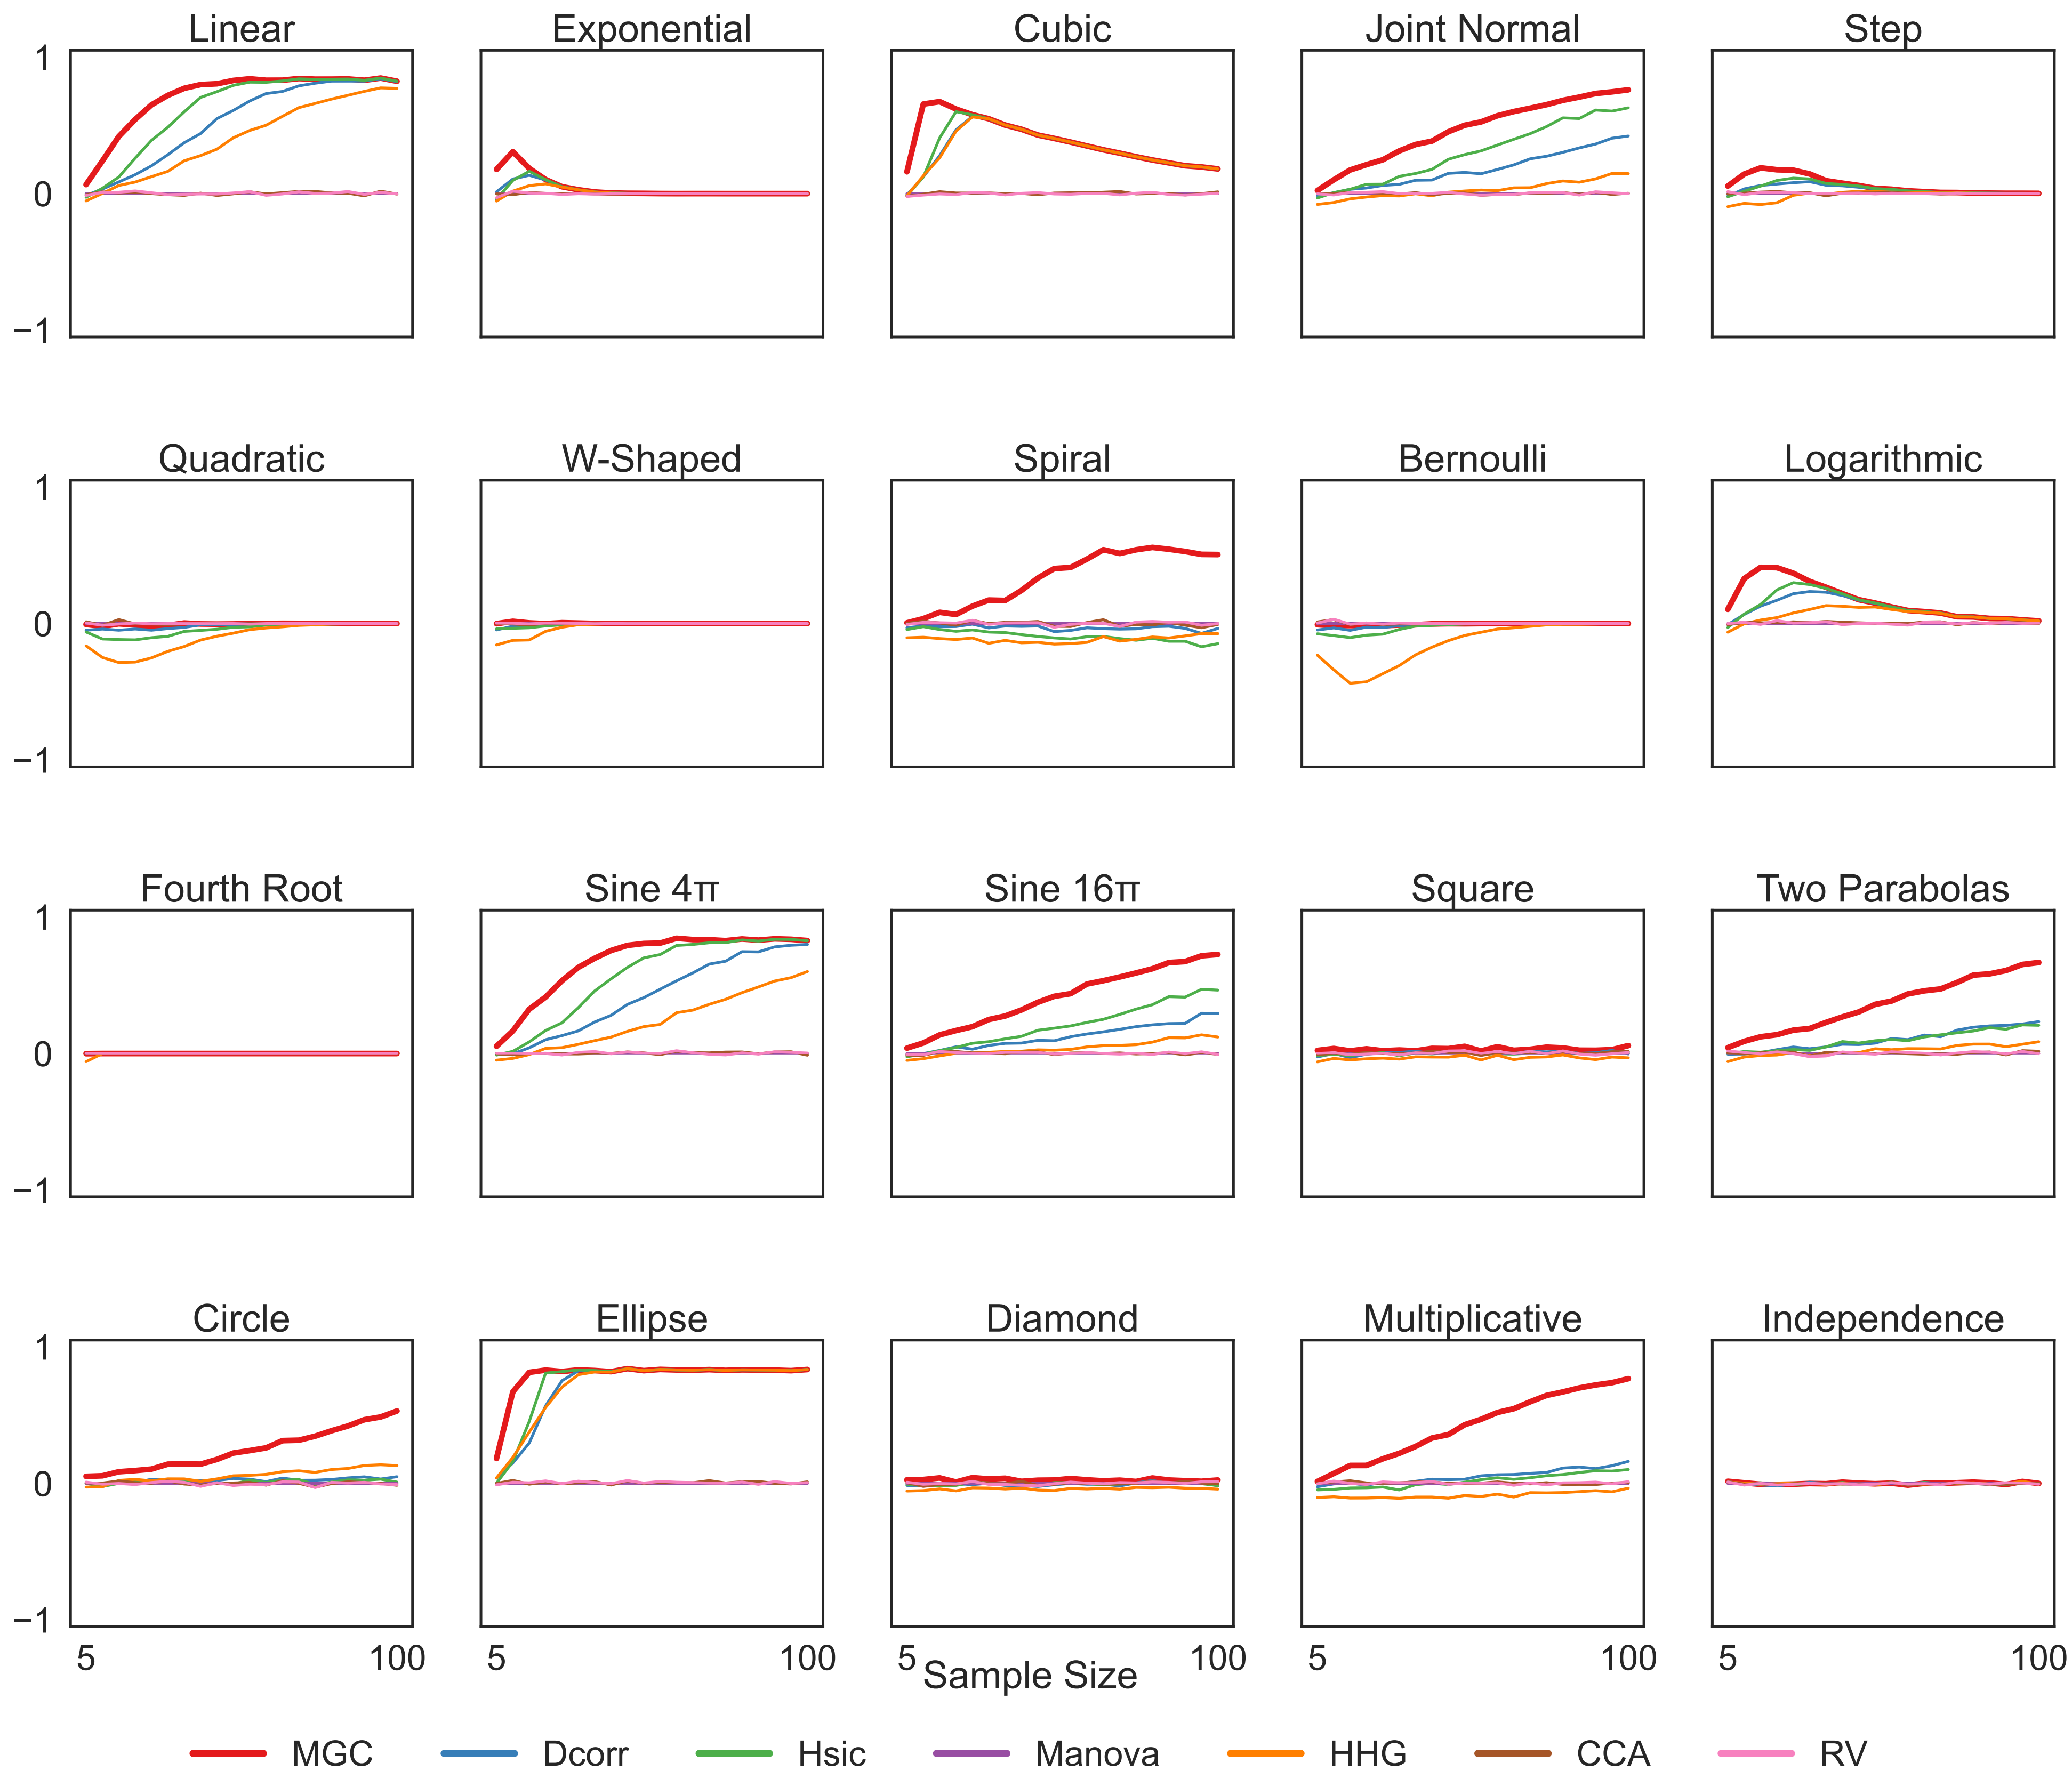 Linear Exponential Cubic Joint Normal Step
1
0
−1
Quadratic W-Shaped Spiral Bernoulli Logarithmic
1
0
−1
Fourth Root Sine 4π Sine 16π Square Two Parabolas
1
0
−1
Circle Ellipse Diamond Multiplicative Independence
1
0
−1
5 100 5 100 5 100 5 100 5 100
Sample Size
MGC Dcorr Hsic Manova HHG CCA RV